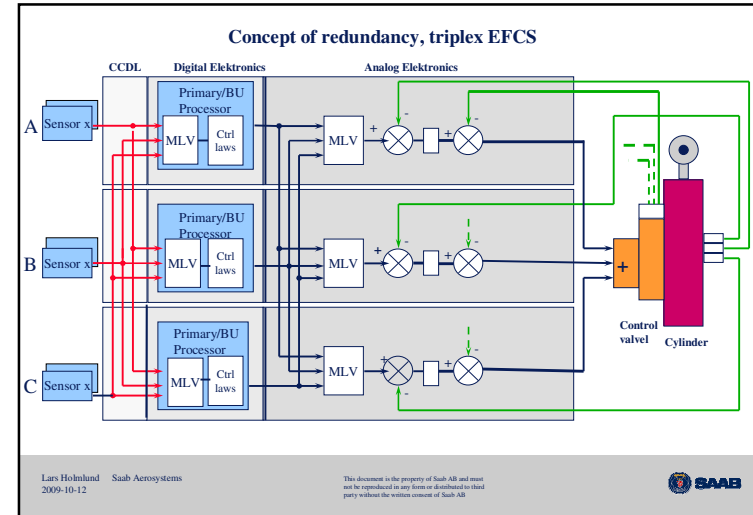 Concept of redundancy, triplex EFCS
CCDL
Digital Elektronics
Analog Elektronics
A
Sensor x
Primary/BU
Processor
MLV
Ctrl
laws
MLV
+
-
+
-
B
Sensor x
Primary/BU
Processor
MLV
Ctrl
laws
MLV
+
-
+
-
+
C
Sensor x
Primary/BU
Processor
MLV
Ctrl
laws
MLV
+
-
+
-
Control
valvel
Cylinder
Lars Holmlund Saab Aerosystems
2009-10-12
This document is the property of Saab AB and must
not be reproduced in any form or distributed to third
party without the written consent of Saab AB
SAAB